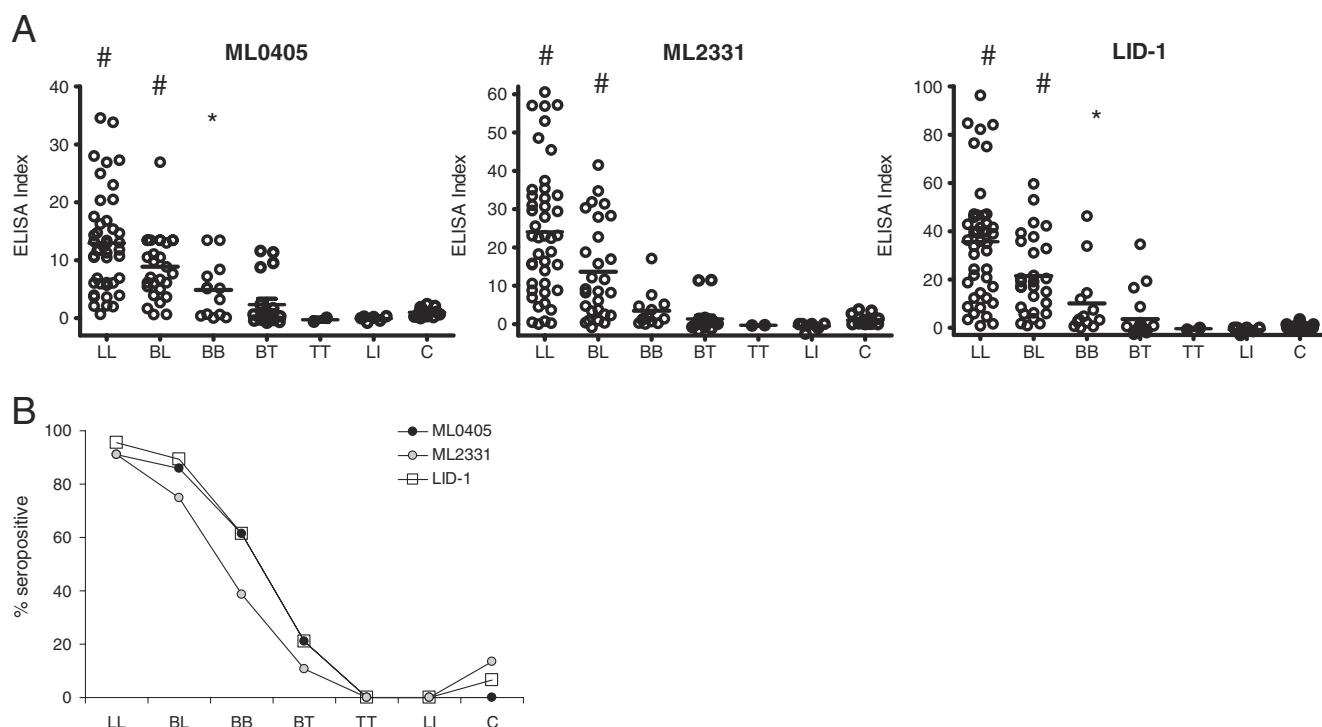 A
ML0405
ML2331
LID-1
# # *
# #
# # *
ELISA Index
40
30
20
10
0
LL BL BB BT TT LI C
ELISA Index
60
50
40
30
20
10
0
LL BL BB BT TT LI C
ELISA Index
100
80
60
40
20
0
LL BL BB BT TT LI C
B
% seropositive
100
80
60
40
20
0
LL BL BB BT TT LI C
ML0405
ML2331
LID-1